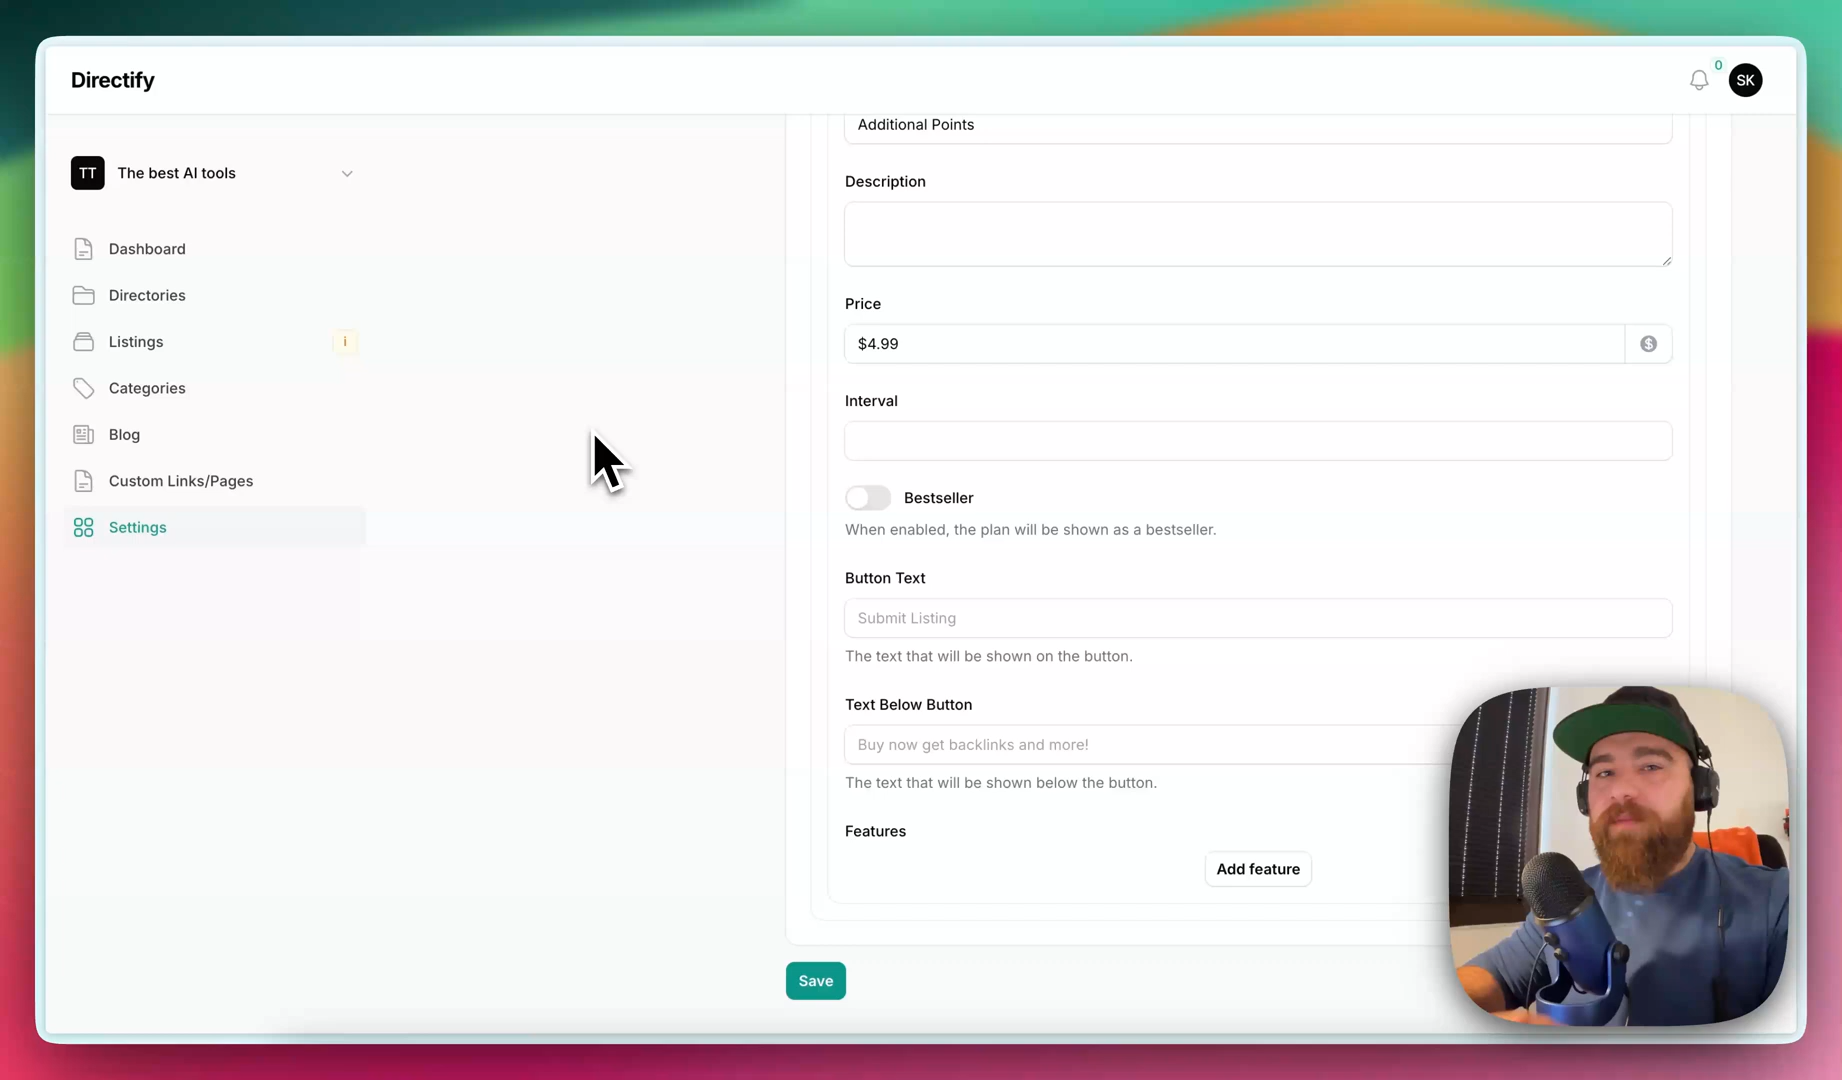 Directify
0
SK
TT
The best AI tools
Dashboard
Directories
Listings
i
Categories
Blog
Custom Links/Pages
Settings
Additional Points
Description
Price
$4.99
$
Interval
Bestseller
When enabled, the plan will be shown as a bestseller.
Button Text
Submit Listing
The text that will be shown on the button.
Text Below Button
Buy now get backlinks and more!
The text that will be shown below the button.
Features
Add feature
Save